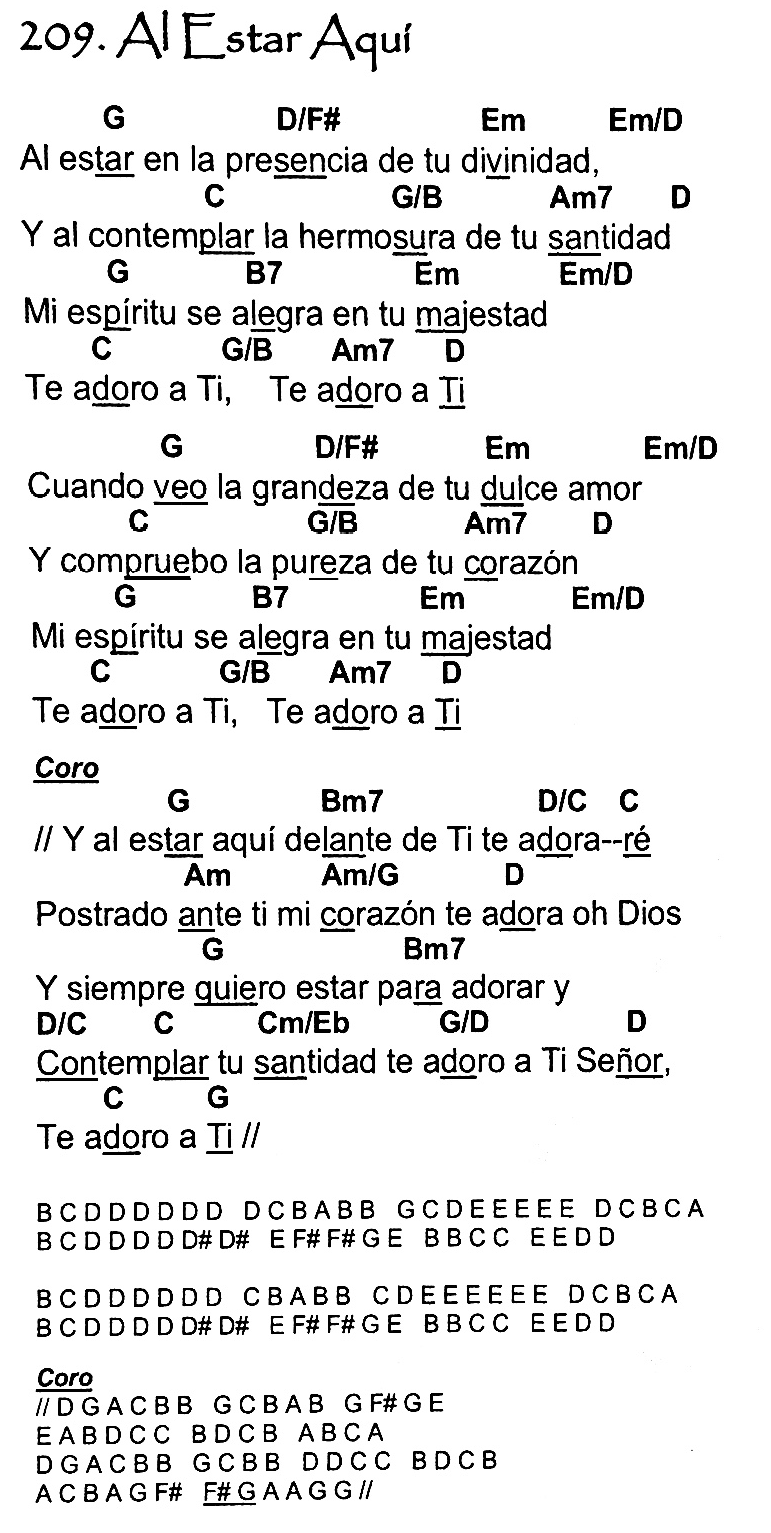 209. Al Estar Aquí
G D/F# Em Em/D
Al estar en la presencia de tu divinidad,
C G/B Am7 D
Y al contemplar la hermosura de tu santidad
G B7 Em Em/D
Mi espíritu se alegra en tu majestad
C G/B Am7 D
Te adoro a Ti, Te adoro a Ti
G D/F# Em Em/D
Cuando veo la grandeza de tu dulce amor
C G/B Am7 D
Y compruebo la pureza de tu corazón
G B7 Em Em/D
Mi espíritu se alegra en tu majestad
C G/B Am7 D
Te adoro a Ti, Te adoro a Ti
Coro
G Bm7 D/C C
// Y al estar aquí delante de Ti te adora--ré
Am Am/G D
Postrado ante ti mi corazón te adora oh Dios
G Bm7
Y siempre quiero estar para adorar y
D/C C Cm/Eb G/D D
Contemplar tu santidad te adoro a Ti Señor,
C G
Te adoro a Ti //
B C D D D D D D D C B A B B G C D E E E E E D C B C A
B C D D D D D# D# E F# F# G E B B C C E E D D
B C D D D D D D C B A B B C D E E E E E E D C B C A
B C D D D D D# D# E F# F# G E B B C C E E D D
Coro
// D G A C B B G C B A B G F# G E
E A B D C C B D C B A B C A
D G A C B B G C B B D D C C B D C B
A C B A G F# F# G A A G G //